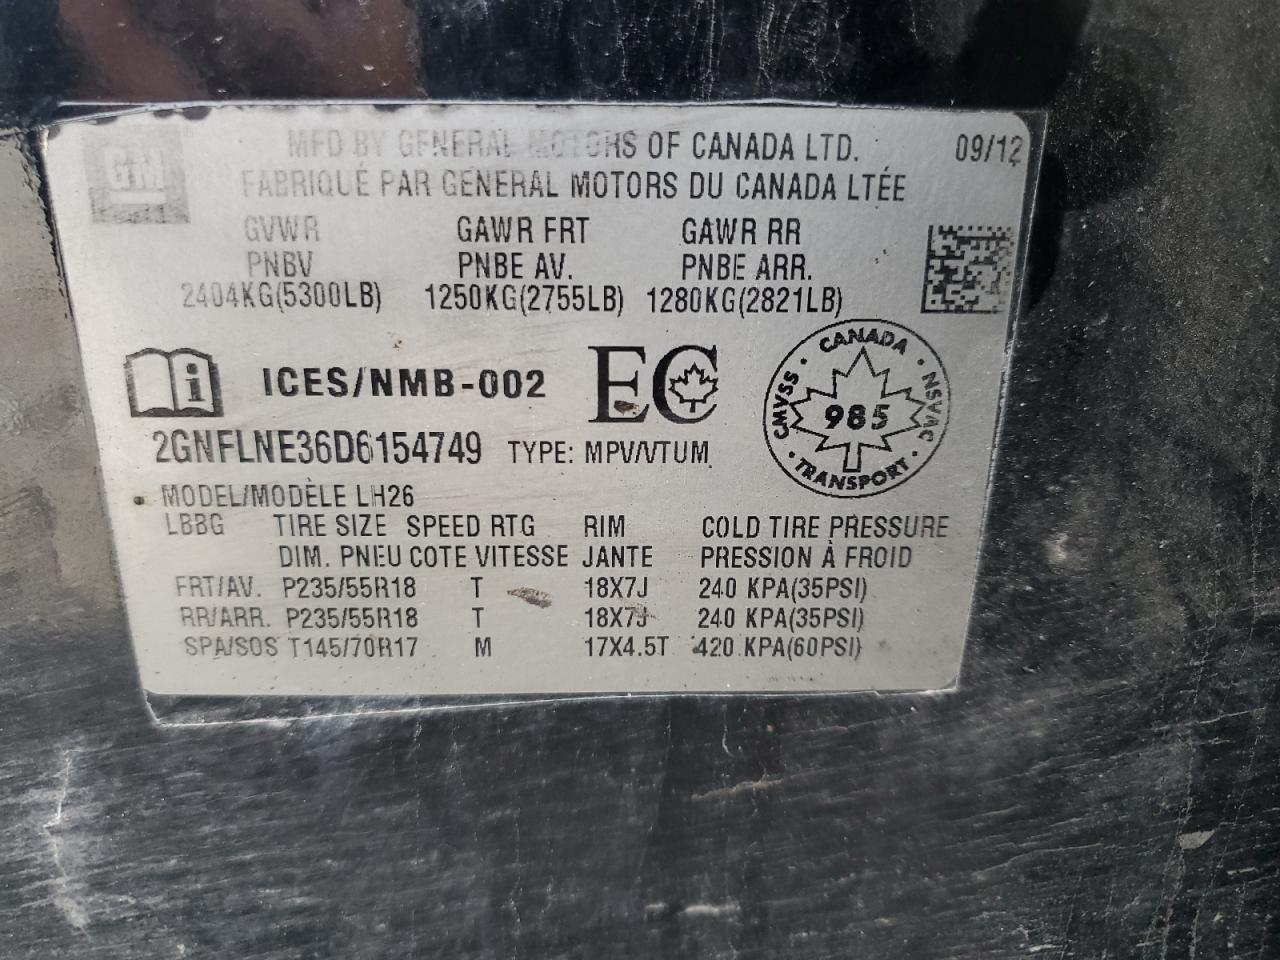 GM
MFD BY GENERAL MOTORS OF CANADA LTD. 09/12
FABRIQUÉ PAR GENERAL MOTORS DU CANADA LTÉE
GVWR GAWR FRT GAWR RR
PNBV PNBE AV. PNBE ARR.
2404KG(5300LB) 1250KG(2755LB) 1280KG(2821LB)
i ICES/NMB-002 EC
CANADA
CMVSS 985 NSVAC
TRANSPORT
2GNFLNE36D6154749 TYPE: MPV/VTUM
MODEL/MODÈLE LH26
LBBG TIRE SIZE SPEED RTG RIM COLD TIRE PRESSURE
DIM. PNEU COTE VITESSE JANTE PRESSION À FROID
FRT/AV. P235/55R18 T 18X7J 240 KPA(35PSI)
RR/ARR. P235/55R18 T 18X7J 240 KPA(35PSI)
SPA/SOS T145/70R17 M 17X4.5T 420 KPA(60PSI)